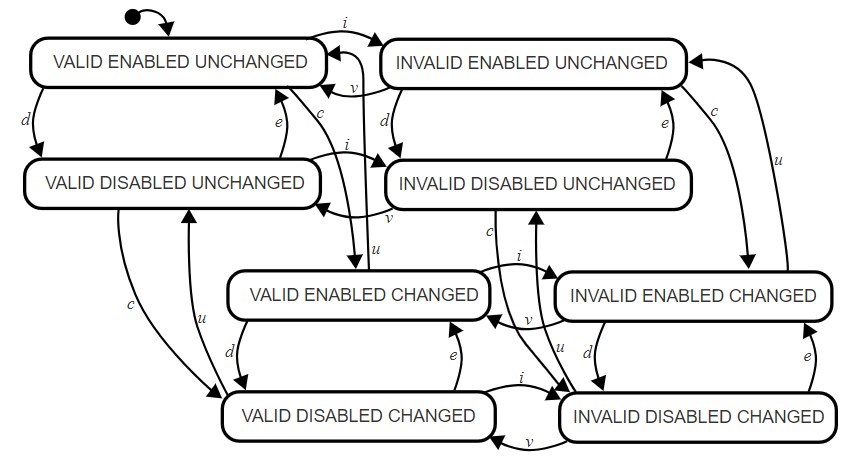 i
VALID ENABLED UNCHANGED
INVALID ENABLED UNCHANGED
v
c
c
d
e
d
e
i
u
VALID DISABLED UNCHANGED
INVALID DISABLED UNCHANGED
v
c
u
i
VALID ENABLED CHANGED
INVALID ENABLED CHANGED
c
u
v
d
e
u
d
e
i
VALID DISABLED CHANGED
INVALID DISABLED CHANGED
v